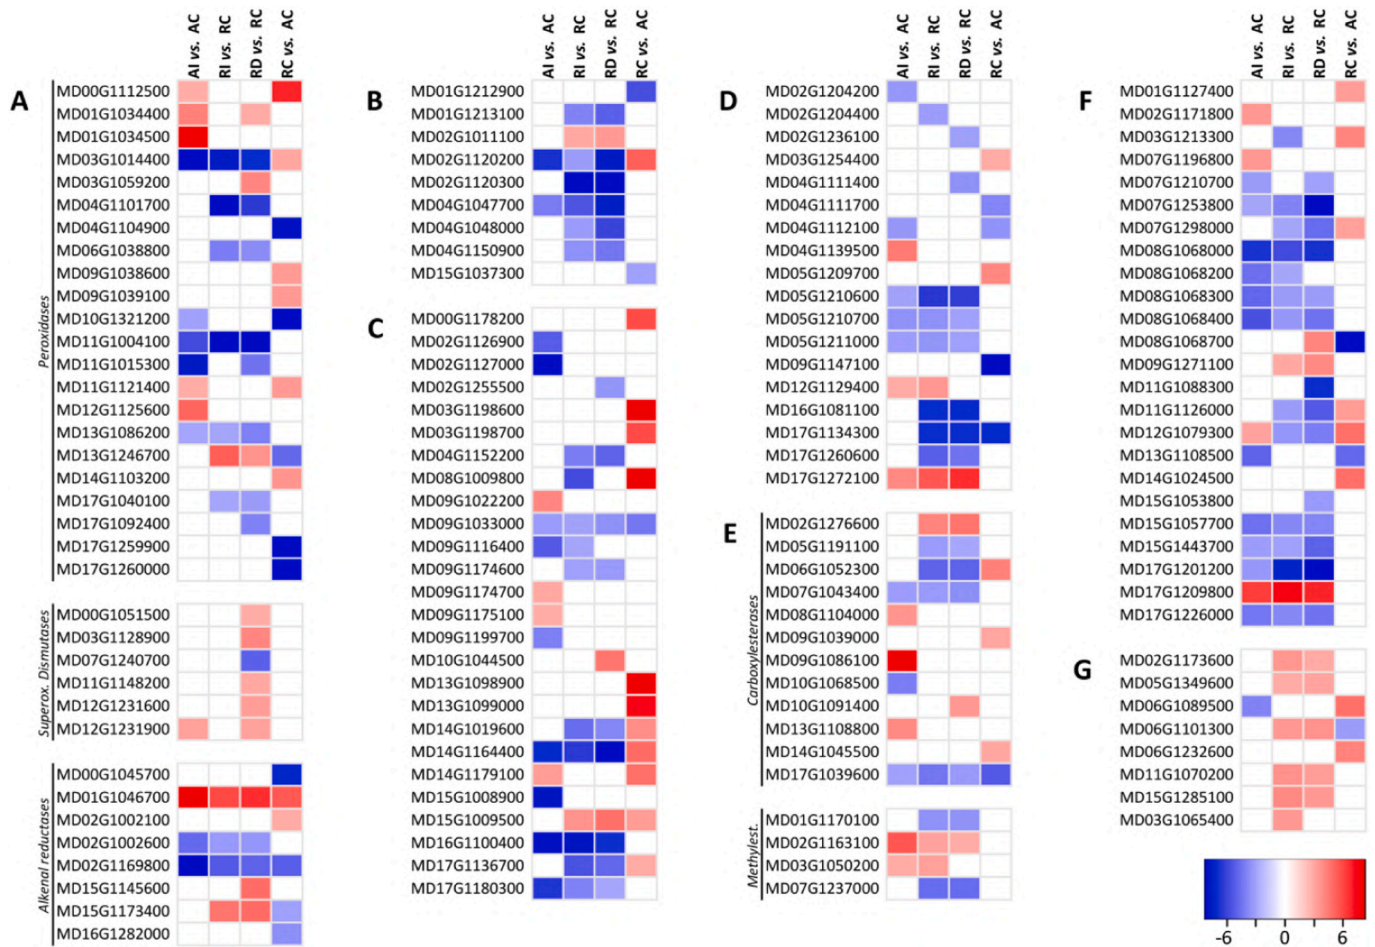 A
AI vs. AC
RI vs. RC
RD vs. RC
RC vs. AC
Peroxidases
MD00G1112500
MD01G1034400
MD01G1034500
MD03G1014400
MD03G1059200
MD04G1101700
MD04G1104900
MD06G1038800
MD09G1038600
MD09G1039100
MD10G1321200
MD11G1004100
MD11G1015300
MD11G1121400
MD12G1125600
MD13G1086200
MD13G1246700
MD14G1103200
MD17G1040100
MD17G1092400
MD17G1259900
MD17G1260000
Superox. Dismutases
MD00G1051500
MD03G1128900
MD07G1240700
MD11G1148200
MD12G1231600
MD12G1231900
Alkenal reductases
MD00G1045700
MD01G1046700
MD02G1002100
MD02G1002600
MD02G1169800
MD15G1145600
MD15G1173400
MD16G1282000
B
AI vs. AC
RI vs. RC
RD vs. RC
RC vs. AC
MD01G1212900
MD01G1213100
MD02G1011100
MD02G1120200
MD02G1120300
MD04G1047700
MD04G1048000
MD04G1150900
MD15G1037300
C
MD00G1178200
MD02G1126900
MD02G1127000
MD02G1255500
MD03G1198600
MD03G1198700
MD04G1152200
MD08G1009800
MD09G1022200
MD09G1033000
MD09G1116400
MD09G1174600
MD09G1174700
MD09G1175100
MD09G1199700
MD10G1044500
MD13G1098900
MD13G1099000
MD14G1019600
MD14G1164400
MD14G1179100
MD15G1008900
MD15G1009500
MD16G1100400
MD17G1136700
MD17G1180300
D
AI vs. AC
RI vs. RC
RD vs. RC
RC vs. AC
MD02G1204200
MD02G1204400
MD02G1236100
MD03G1254400
MD04G1111400
MD04G1111700
MD04G1112100
MD04G1139500
MD05G1209700
MD05G1210600
MD05G1210700
MD05G1211000
MD09G1147100
MD12G1129400
MD16G1081100
MD17G1134300
MD17G1260600
MD17G1272100
E
Carboxylesterases
MD02G1276600
MD05G1191100
MD06G1052300
MD07G1043400
MD08G1104000
MD09G1039000
MD09G1086100
MD10G1068500
MD10G1091400
MD13G1108800
MD14G1045500
MD17G1039600
Methylest.
MD01G1170100
MD02G1163100
MD03G1050200
MD07G1237000
F
AI vs. AC
RI vs. RC
RD vs. RC
RC vs. AC
MD01G1127400
MD02G1171800
MD03G1213300
MD07G1196800
MD07G1210700
MD07G1253800
MD07G1298000
MD08G1068000
MD08G1068200
MD08G1068300
MD08G1068400
MD08G1068700
MD09G1271100
MD11G1088300
MD11G1126000
MD12G1079300
MD13G1108500
MD14G1024500
MD15G1053800
MD15G1057700
MD15G1443700
MD17G1201200
MD17G1209800
MD17G1226000
G
MD02G1173600
MD05G1349600
MD06G1089500
MD06G1101300
MD06G1232600
MD11G1070200
MD15G1285100
MD03G1065400
-6 0 6